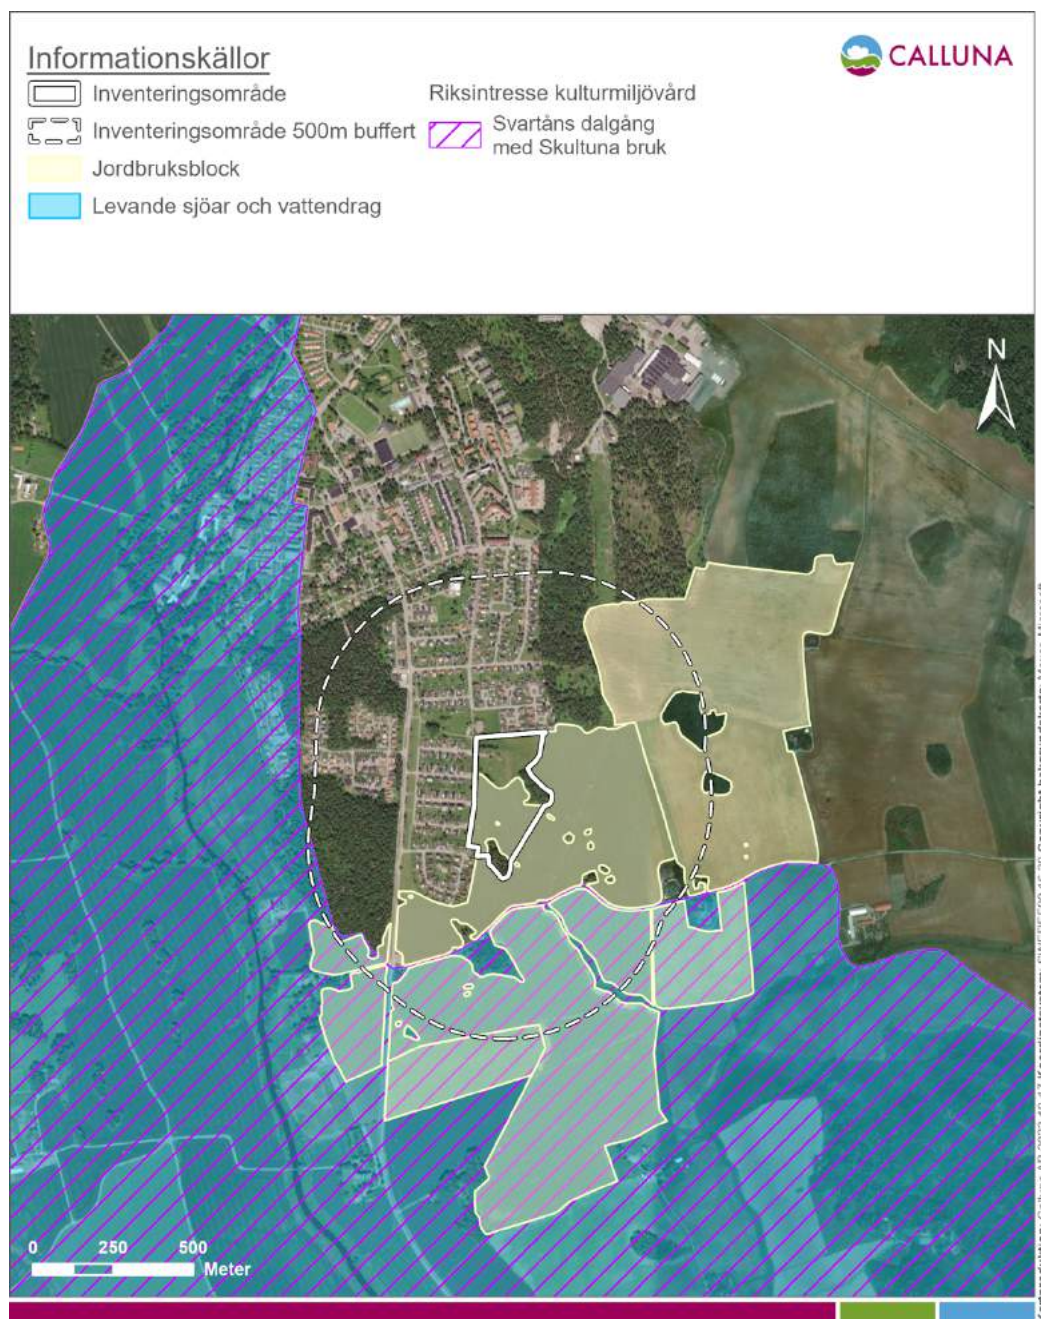 Informationskällor
CALLUNA
Inventeringsområde
Inventeringsområde 500m buffert
Jordbruksblock
Levande sjöar och vattendrag
Riksintresse kulturmiljövård
Svartåns dalgång
med Skultuna bruk
N
0 250 500
Meter